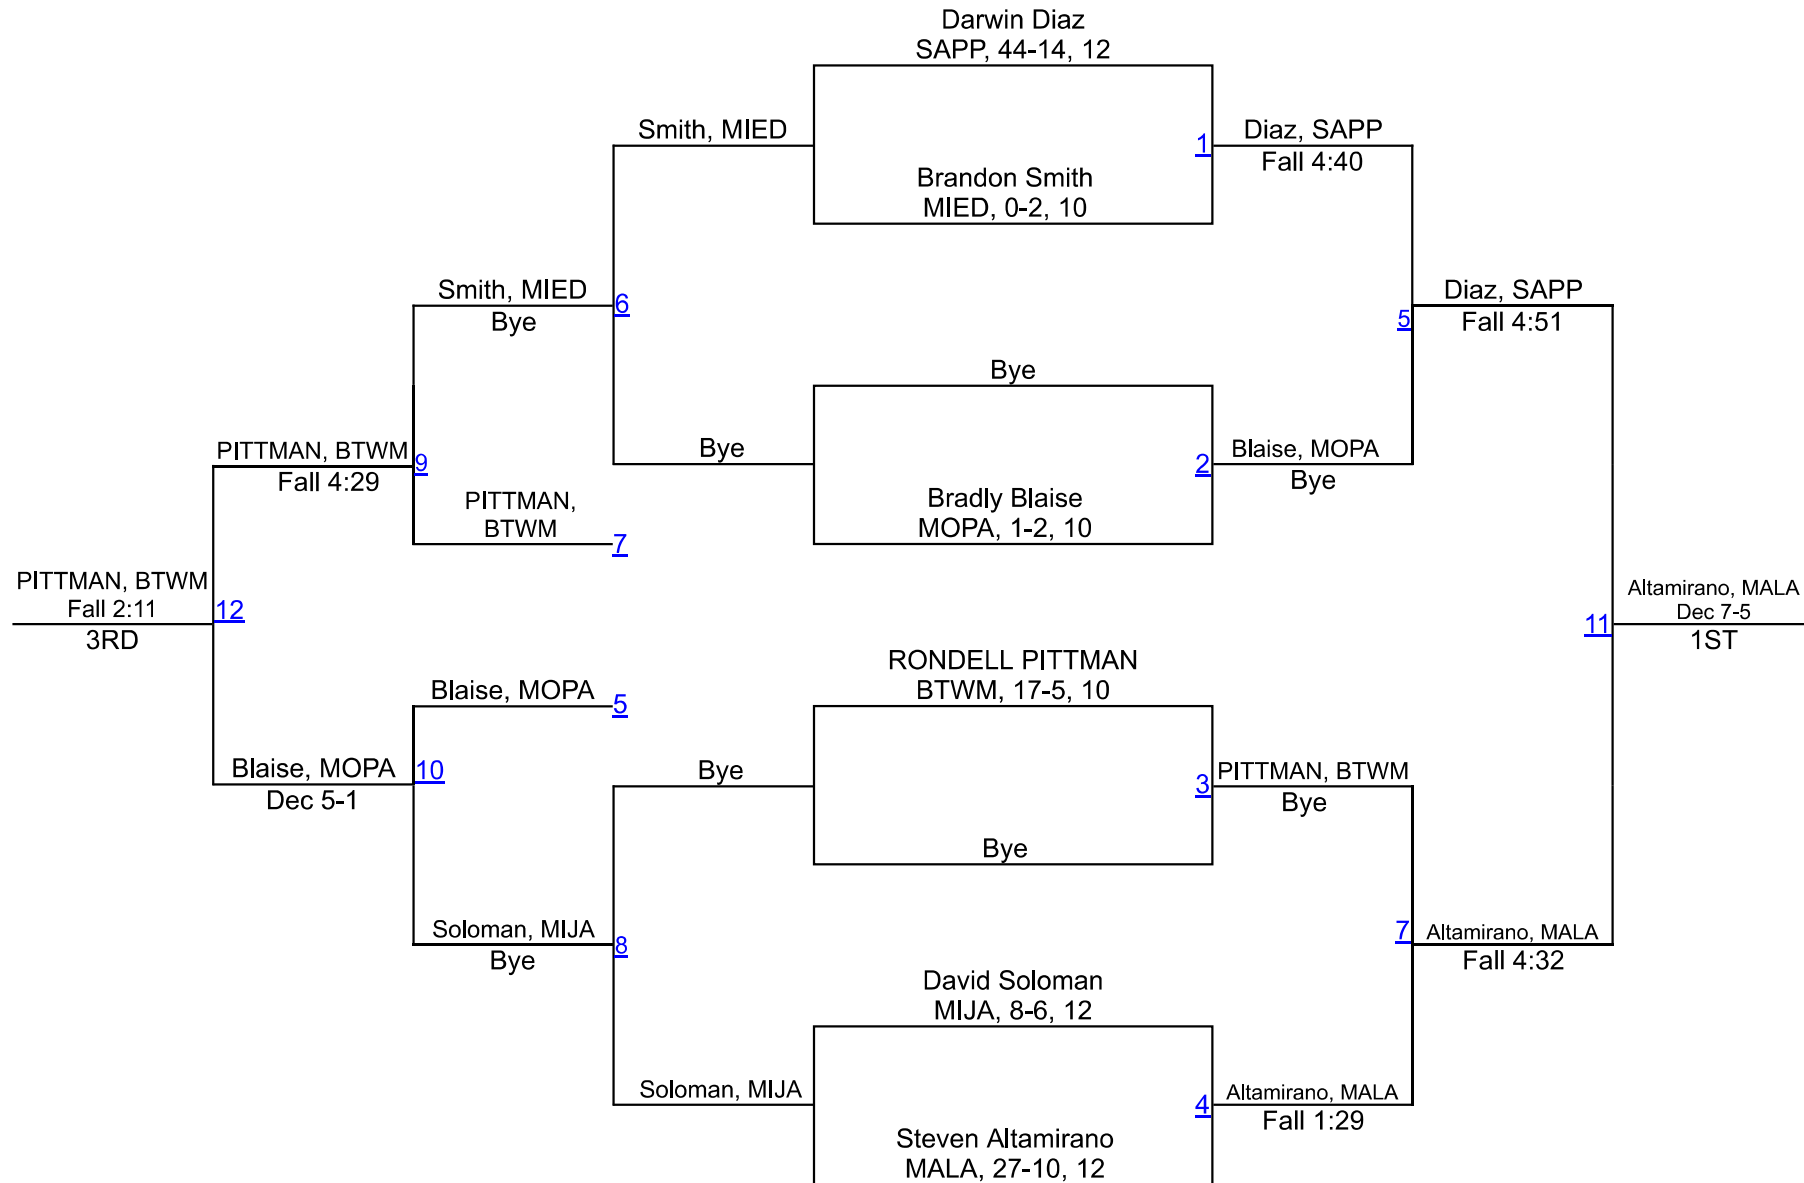 Darwin Diaz
SAPP, 44-14, 12
Smith, MIED
1
Diaz, SAPP
Fall 4:40
Brandon Smith
MIED, 0-2, 10
Smith, MIED
Bye
6
5
Diaz, SAPP
Fall 4:51
Bye
PITTMAN, BTWM
Fall 4:29
9
Bye
2
Blaise, MOPA
Bye
PITTMAN,
BTWM
7
Bradly Blaise
MOPA, 1-2, 10
PITTMAN, BTWM
Fall 2:11
3RD
12
11
Altamirano, MALA
Dec 7-5
1ST
RONDELL PITTMAN
BTWM, 17-5, 10
Blaise, MOPA
5
Blaise, MOPA
Dec 5-1
10
Bye
3
PITTMAN, BTWM
Bye
Bye
Soloman, MIJA
Bye
8
7
Altamirano, MALA
Fall 4:32
David Soloman
MIJA, 8-6, 12
Soloman, MIJA
4
Altamirano, MALA
Fall 1:29
Steven Altamirano
MALA, 27-10, 12